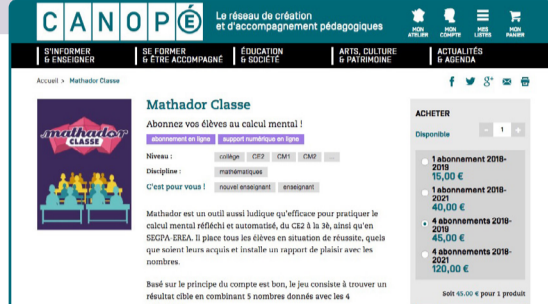 CANOPÉ
Le réseau de création
et d'accompagnement pédagogiques
MON
ATELIER
MON
COMPTE
MES
LISTES
MON
PANIER
S'INFORMER
& ENSEIGNER
SE FORMER
& ÊTRE ACCOMPAGNÉ
ÉDUCATION
& SOCIÉTÉ
ARTS, CULTURE
& PATRIMOINE
ACTUALITÉS
& AGENDA
Accueil > Mathador Classe
mathador
CLASSE
Mathador Classe
Abonnez vos élèves au calcul mental !
abonnement en ligne support numérique en ligne
Niveau : collège CE2 CM1 CM2 ...
Discipline : mathématiques
C'est pour vous ! nouvel enseignant enseignant
Mathador est un outil aussi ludique qu'efficace pour pratiquer le
calcul mental réfléchi et automatisé, du CE2 à la 3è, ainsi qu'en
SEGPA-EREA. Il place tous les élèves en situation de réussite, quels
que soient leurs acquis et installe un rapport de plaisir avec les
nombres.
Basé sur le principe du compte est bon, le jeu consiste à trouver un
résultat cible en combinant 5 nombres donnés avec les 4
ACHETER
Disponible - 1 +
1 abonnement 2018-
2019
15,00 €
1 abonnement 2018-
2021
40,00 €
4 abonnements 2018-
2019
45,00 €
4 abonnements 2018-
2021
120,00 €
Soit 45.00 € pour 1 produit